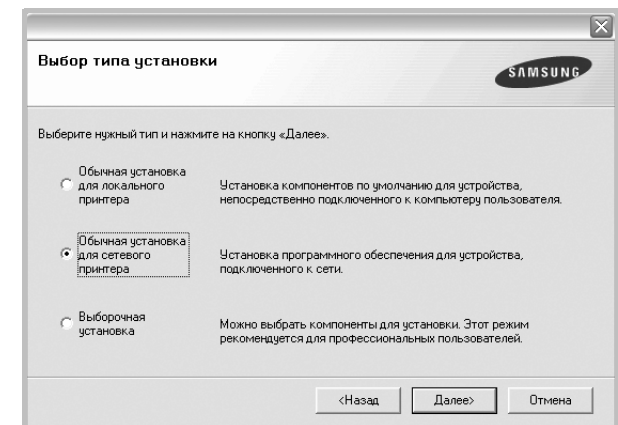 Выбор типа установки
SAMSUNG
Выберите нужный тип и нажмите на кнопку «Далее».
Обычная установка
для локального
принтера
Установка компонентов по умолчанию для устройства,
непосредственно подключенного к компьютеру пользователя.
Обычная установка
для сетевого
принтера
Установка программного обеспечения для устройства,
подключенного к сети.
Выборочная
установка
Можно выбрать компоненты для установки. Этот режим
рекомендуется для профессиональных пользователей.
<Назад
Далее>
Отмена